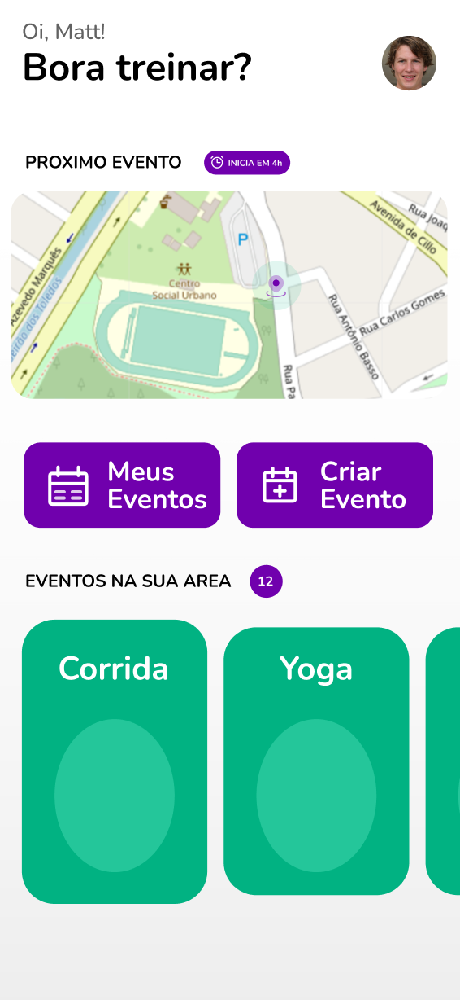 Oi, Matt!
Bora treinar?
PROXIMO EVENTO
INICIA EM 4h
Avenida de Cillo
Rua Joaq
P
Azevedo Marquês
eirão dos Toledos
Centro
Social Urbano
Rua Antônio Basso
Rua Carlos Gomes
Rua Pa
Meus
Eventos
Criar
Evento
EVENTOS NA SUA AREA
12
Corrida
Yoga